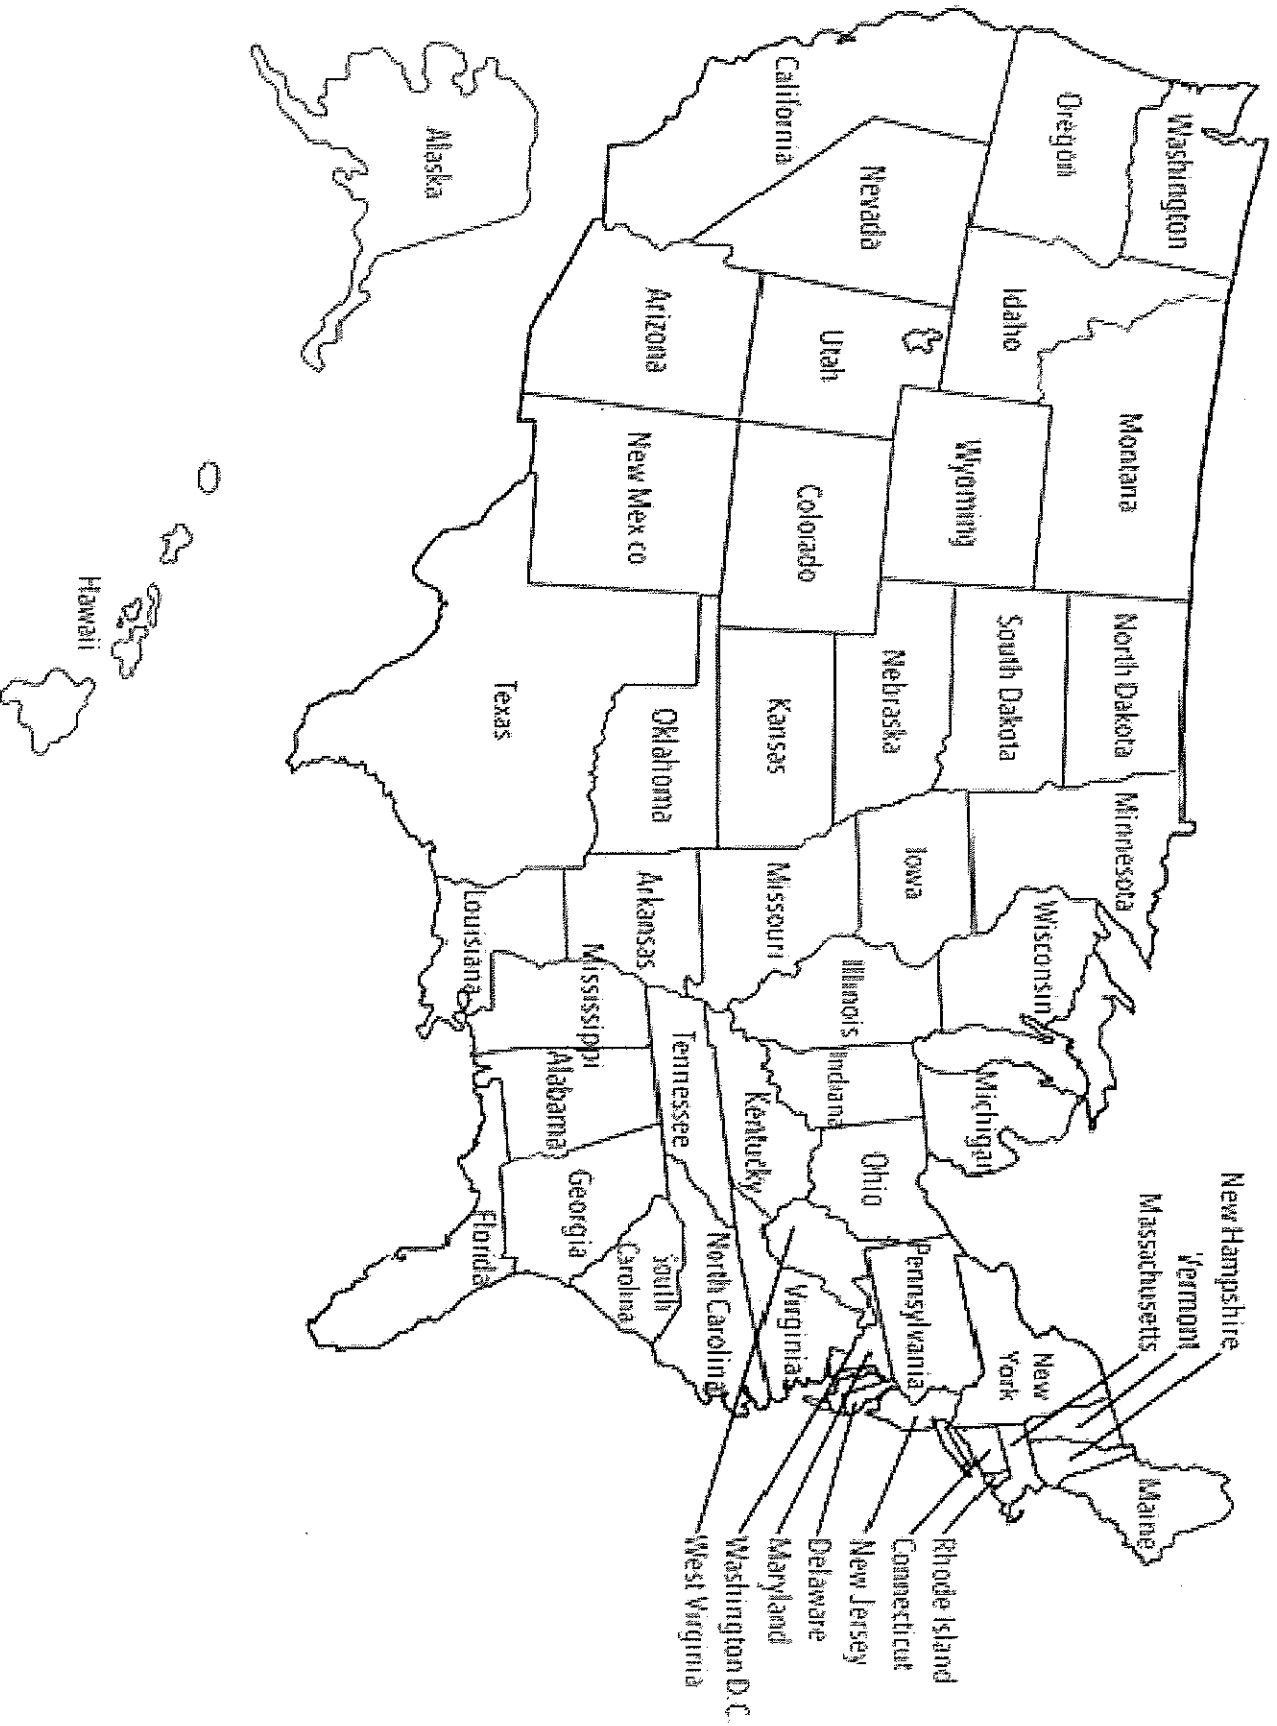 Washington
Oregon
California
Nevada
Idaho
Montana
Wyoming
Utah
Arizona
Colorado
New Mex co
North Dakota
South Dakota
Nebraska
Kansas
Oklahoma
Texas
Minnesota
Iowa
Missouri
Arkansas
Louisiana
Wisconsin
Illinois
Mississippi
Michigan
Indiana
Kentucky
Tennessee
Alabama
Ohio
Georgia
Florida
South
Carolina
North Carolina
Virginia
Pennsylvania
New
York
Maine
New Hampshire
Vermont
Massachusetts
Rhode Island
Connecticut
New Jersey
Delaware
Maryland
Washington D.C.
West Virginia
Alaska
Hawaii